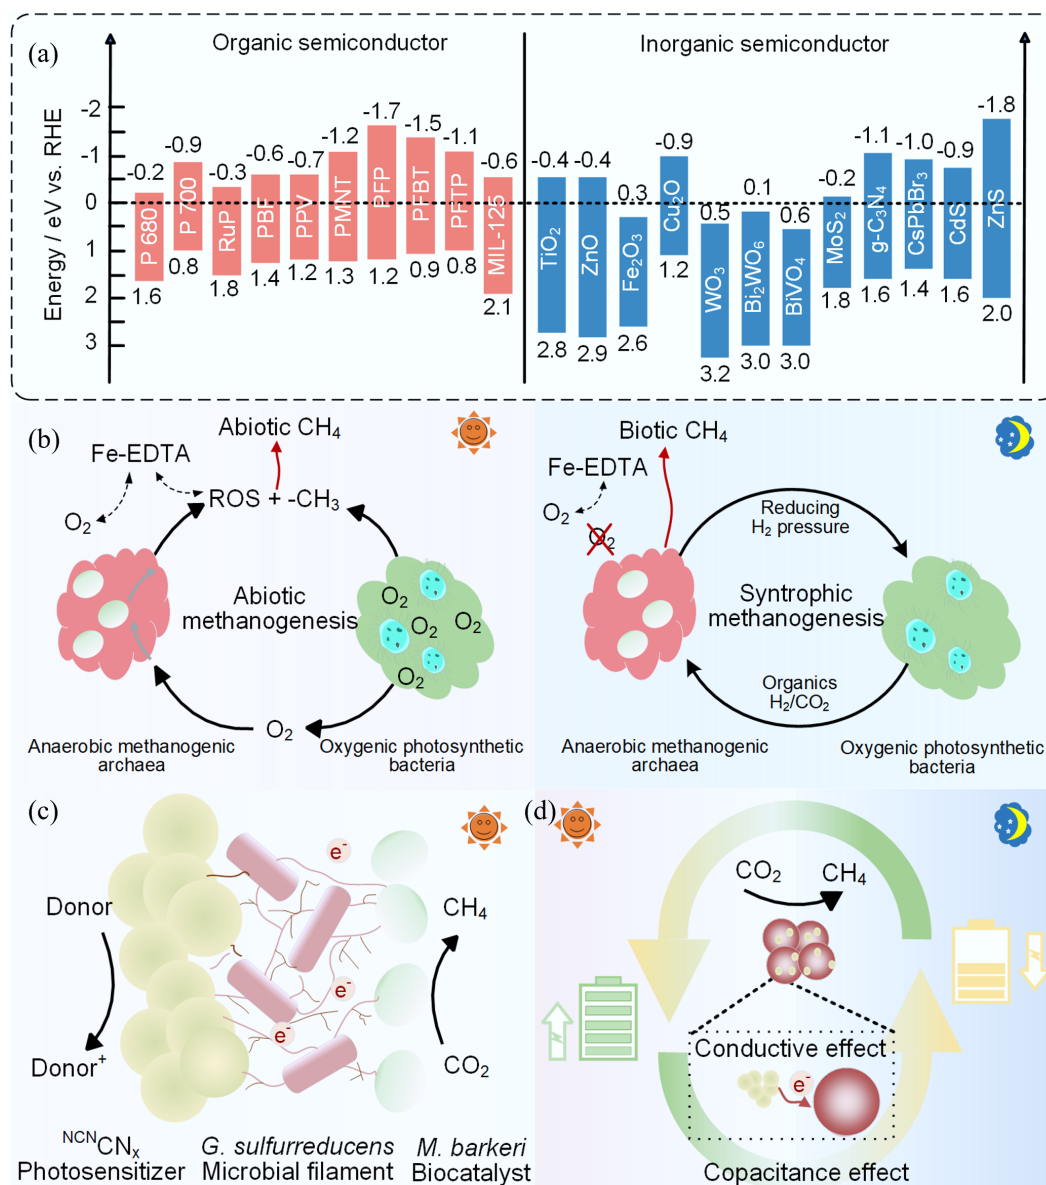 (a)
Organic semiconductor
Inorganic semiconductor
Energy / eV vs. RHE
-2
-1
0
1
2
3
-0.2
P 680
1.6
-0.9
P 700
0.8
-0.3
RuP
1.8
-0.6
PBF
1.4
-0.7
PPV
1.2
-1.2
PMNT
1.3
-1.7
PFP
1.2
-1.5
PFBT
0.9
-1.1
PFTP
0.8
-0.6
MIL-125
2.1
-0.4
TiO2
2.8
-0.4
ZnO
2.9
0.3
Fe2O3
2.6
-0.9
Cu2O
1.2
0.5
WO3
3.2
0.1
Bi2WO6
3.0
0.6
BiVO4
3.0
-0.2
MoS2
1.8
-1.1
g-C3N4
1.6
-1.0
CsPbBr3
1.4
-0.9
CdS
1.6
-1.8
ZnS
2.0
(b)
Abiotic CH4
Fe-EDTA
ROS + -CH3
O2
Abiotic
methanogenesis
O2
O2
O2
O2
O2
Anaerobic methanogenic
archaea
Oxygenic photosynthetic
bacteria
Biotic CH4
Fe-EDTA
O2
O2
Reducing
H2 pressure
Syntrophic
methanogenesis
Organics
H2/CO2
Anaerobic methanogenic
archaea
Oxygenic photosynthetic
bacteria
(c)
e-
Donor
CH4
e-
e-
Donor+
CO2
NCNCNx
Photosensitizer
G. sulfurreducens
Microbial filament
M. barkeri
Biocatalyst
(d)
CO2
CH4
Conductive effect
e-
Copacitance effect